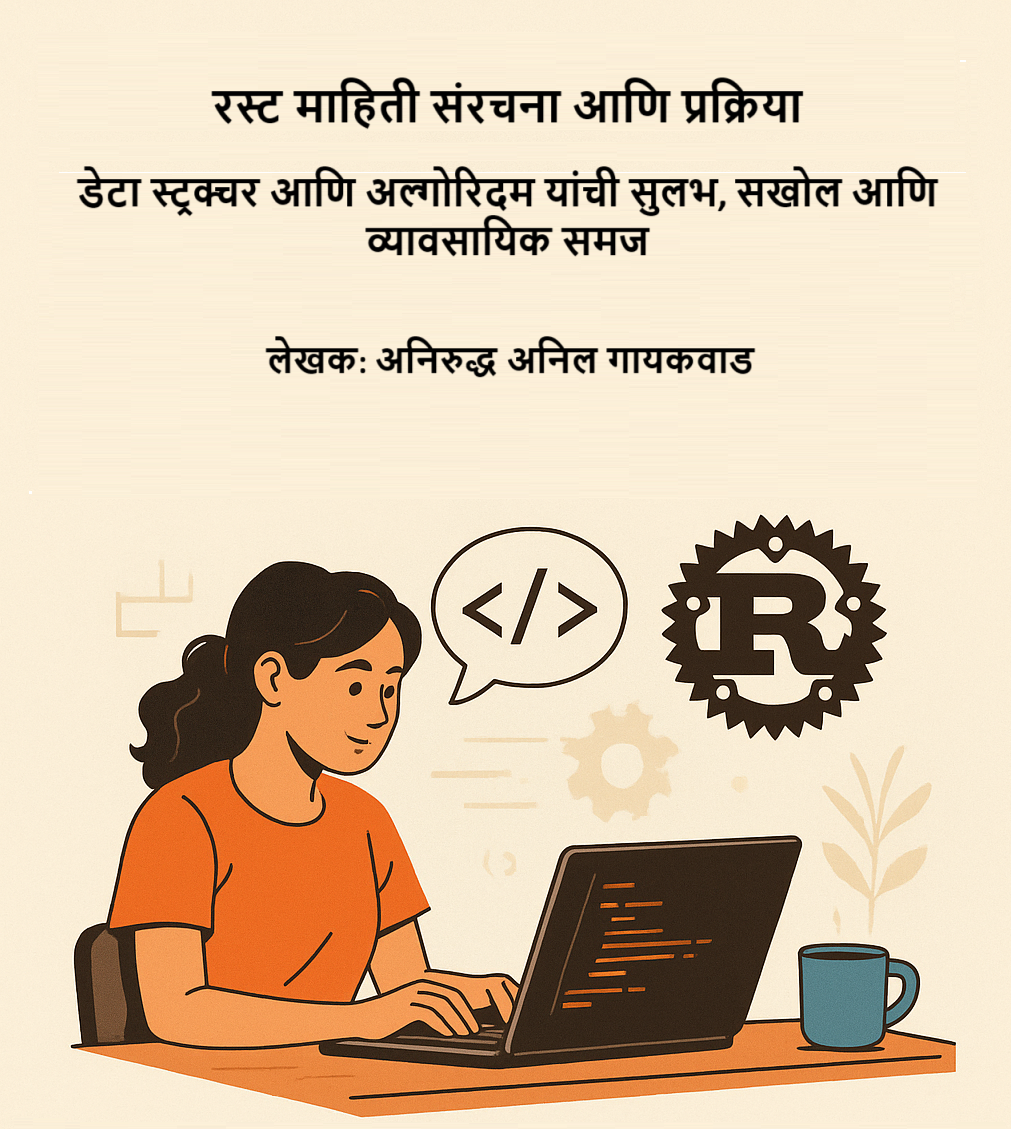 रस्ट माहिती संरचना आणि प्रक्रिया
डेटा स्ट्रक्चर आणि अल्गोरिदम यांची सुलभ, सखोल आणि
व्यावसायिक समज
लेखक: अनिरुद्ध अनिल गायकवाड
</>
R